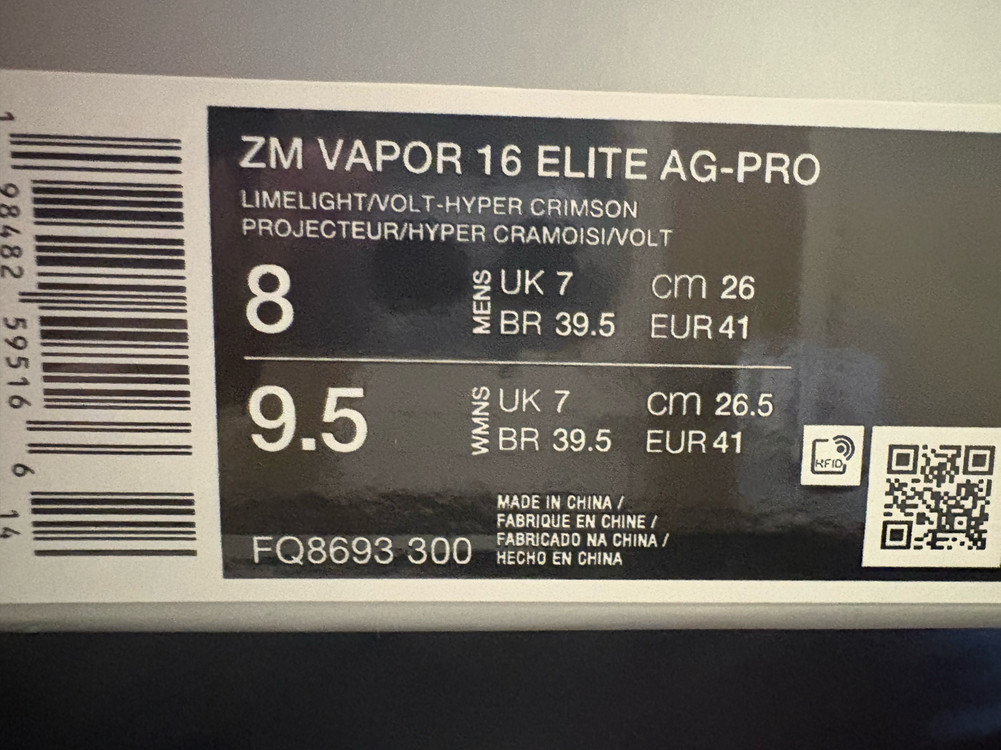 1 98482 59516 6 14
ZM VAPOR 16 ELITE AG-PRO
LIMELIGHT/VOLT-HYPER CRIMSON
PROJECTEUR/HYPER CRAMOISI/VOLT
8 MENS UK 7 cm 26
BR 39.5 EUR 41
9.5 WMNS UK 7 cm 26.5
BR 39.5 EUR 41
RFID
MADE IN CHINA /
FABRIQUE EN CHINE /
FABRICADO NA CHINA /
HECHO EN CHINA
FQ8693 300